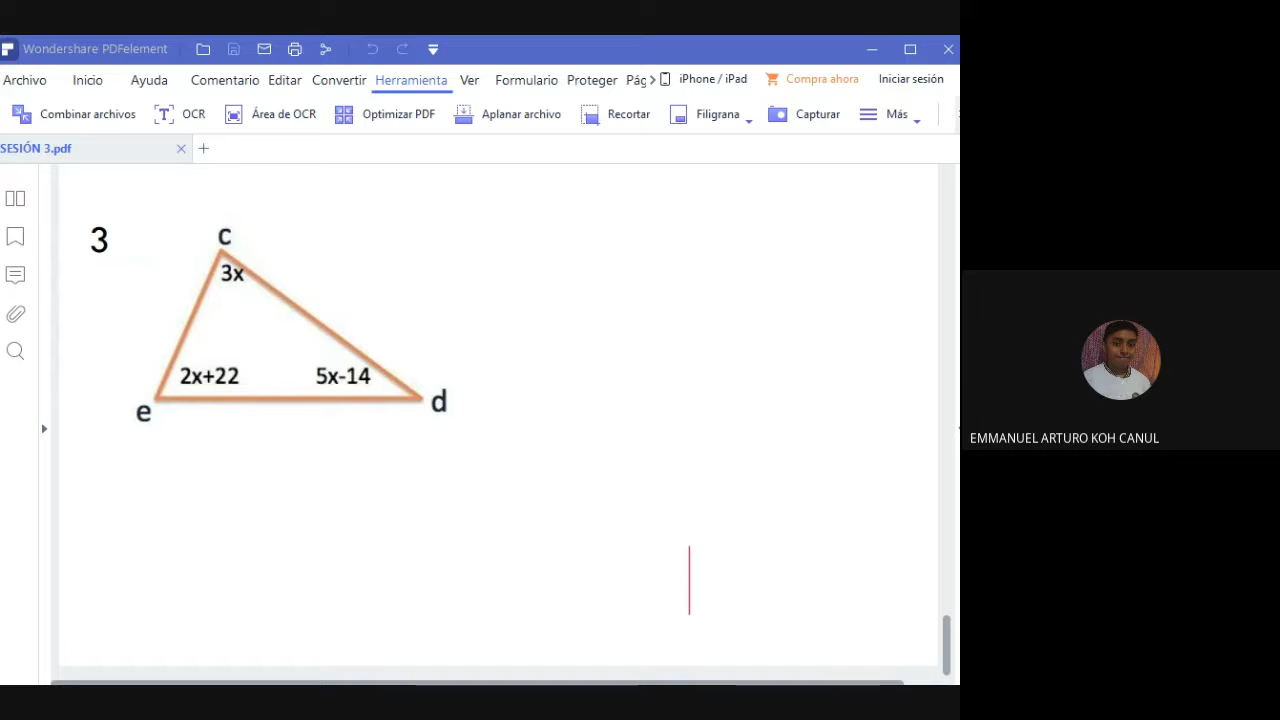 Wondershare PDFelement
Archivo Inicio Ayuda Comentario Editar Convertir Herramienta Ver Formulario Proteger Pág iPhone / iPad Compra ahora Iniciar sesión
Combinar archivos OCR Área de OCR Optimizar PDF Aplanar archivo Recortar Filigrana Capturar Más
SESIÓN 3.pdf
3
c
3x
2x+22 5x-14
e d
EMMANUEL ARTURO KOH CANUL